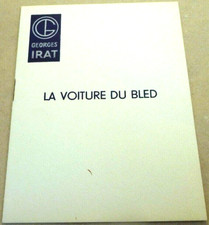 GEORGES
IRAT
LA VOITURE DU BLED